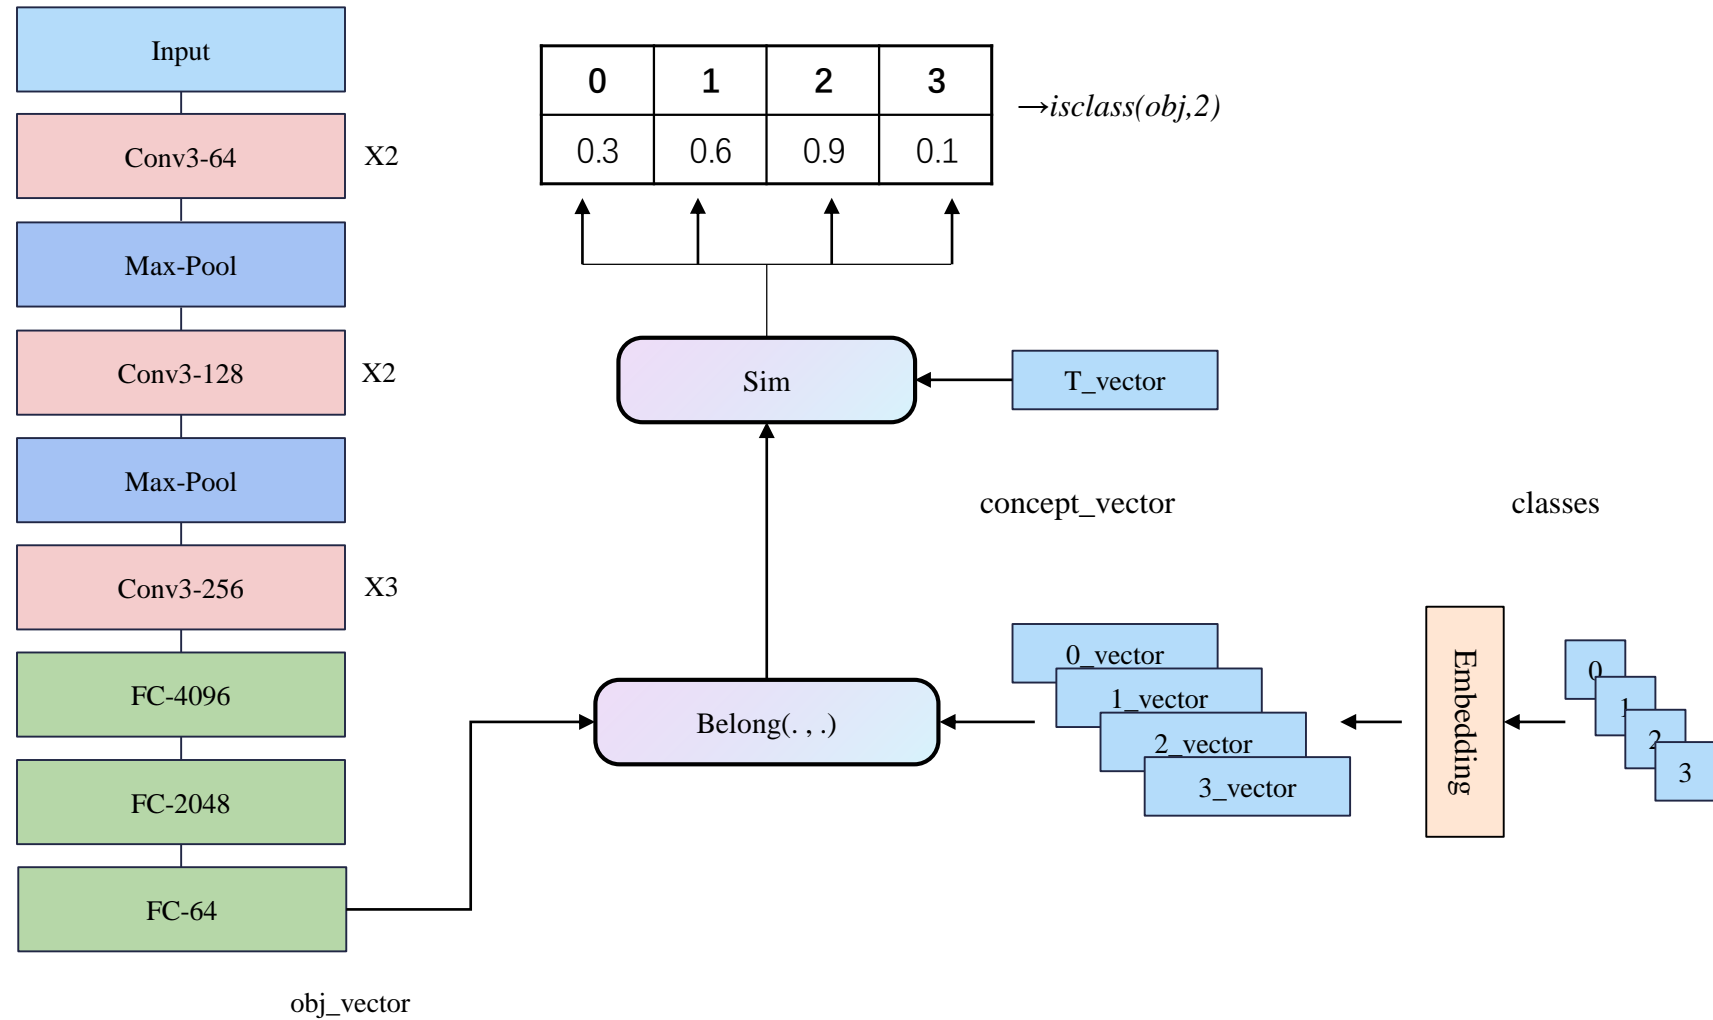 Input
Conv3-64
X2
Max-Pool
Conv3-128
X2
Max-Pool
Conv3-256
X3
FC-4096
FC-2048
FC-64
obj_vector
0 1 2 3
0.3 0.6 0.9 0.1
→isclass(obj,2)
Sim
T_vector
Belong(. , .)
concept_vector
0_vector
1_vector
2_vector
3_vector
Embedding
classes
0
1
2
3